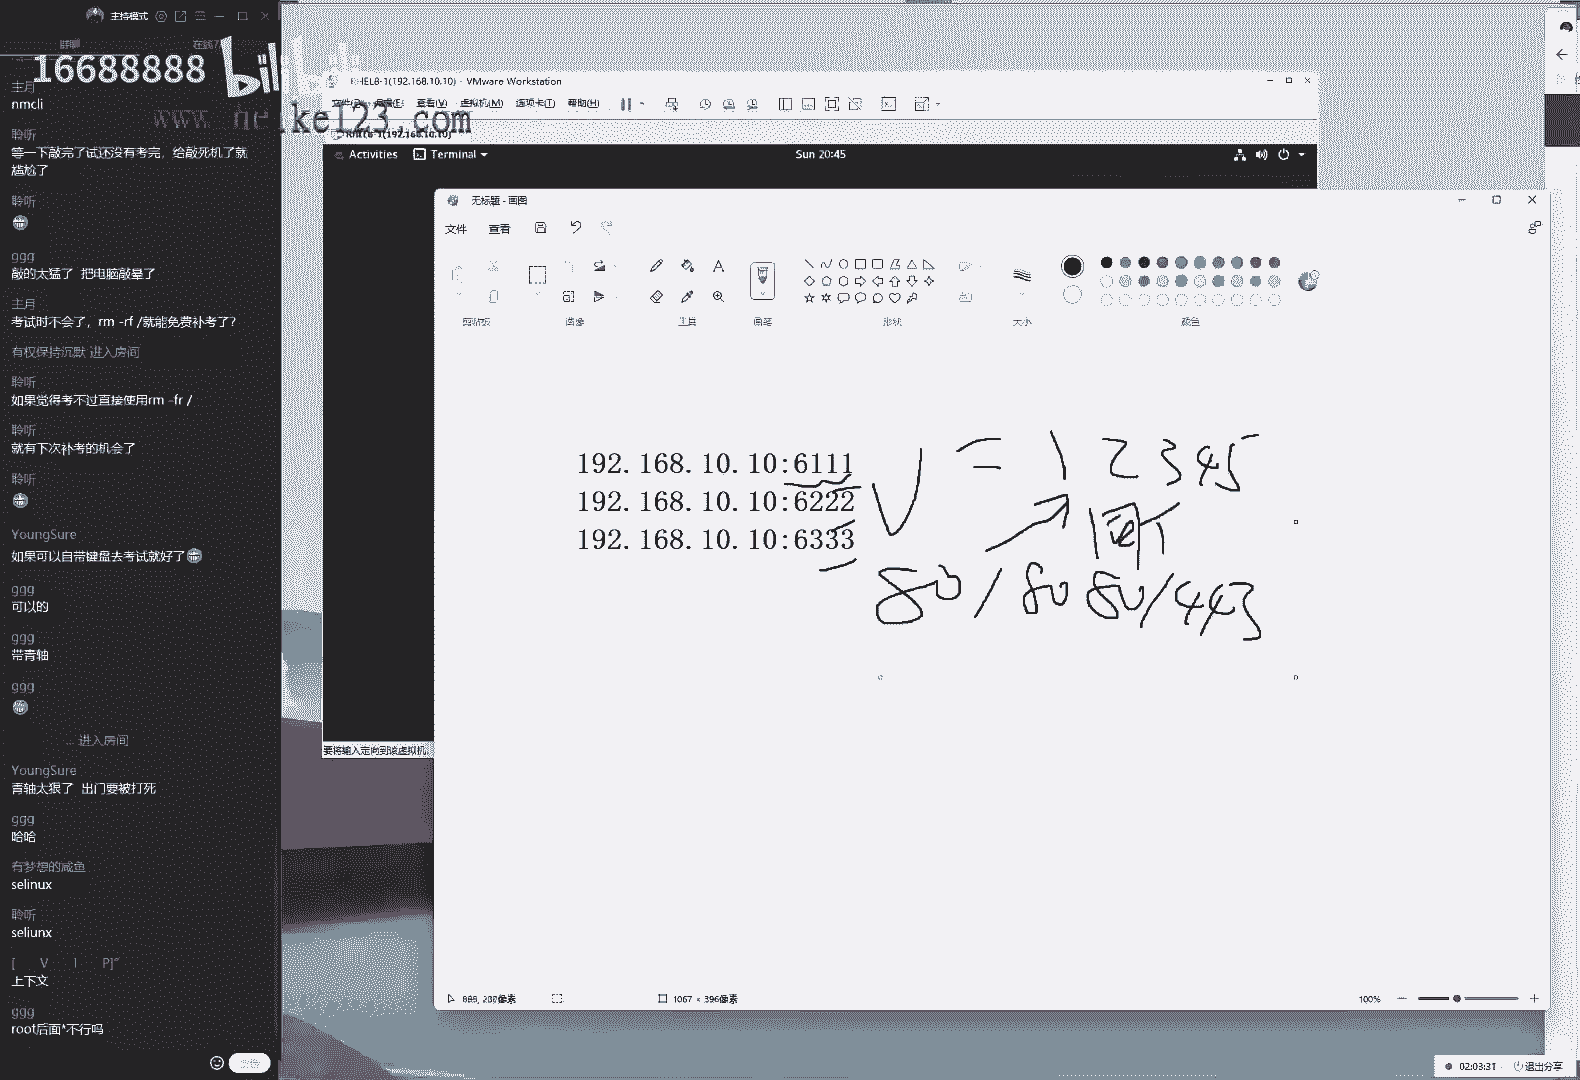 主持模式
16688888
bilibili
www.heike123.com
主月
nmcli
聆听
等一下敲完了试还没有考完，给敲死机了就
尴尬了
聆听
ggg
敲的太猛了 把电脑敲晕了
主月
考试时不会了，rm -rf /就能免费补考了？
有权保持沉默 进入房间
聆听
如果觉得考不过直接使用rm -fr /
聆听
就有下次补考的机会了
聆听
YoungSure
如果可以自带键盘去考试就好了
ggg
可以的
ggg
带青轴
ggg
... 进入房间
YoungSure
青轴太狠了 出门要被打死
ggg
哈哈
有梦想的咸鱼
selinux
聆听
seliunx
[ V I P]"
上下文
ggg
root后面*不行吗
RHEL8-1(192.168.10.10) - VMware Workstation
文件(F) 编辑(E) 查看(V) 虚拟机(M) 选项卡(T) 帮助(H)
RHEL8-1(192.168.10.10)
Activities Terminal Sun 20:45
无标题 - 画图
文件 查看
剪贴板 图像 工具 画笔 形状 大小 颜色
192.168.10.10:6111
192.168.10.10:6222
192.168.10.10:6333
= 1 2 3 4 5
80/8080/443
要将输入定向到该虚拟机,
1067 × 396像素
100%
02:03:31 退出分享